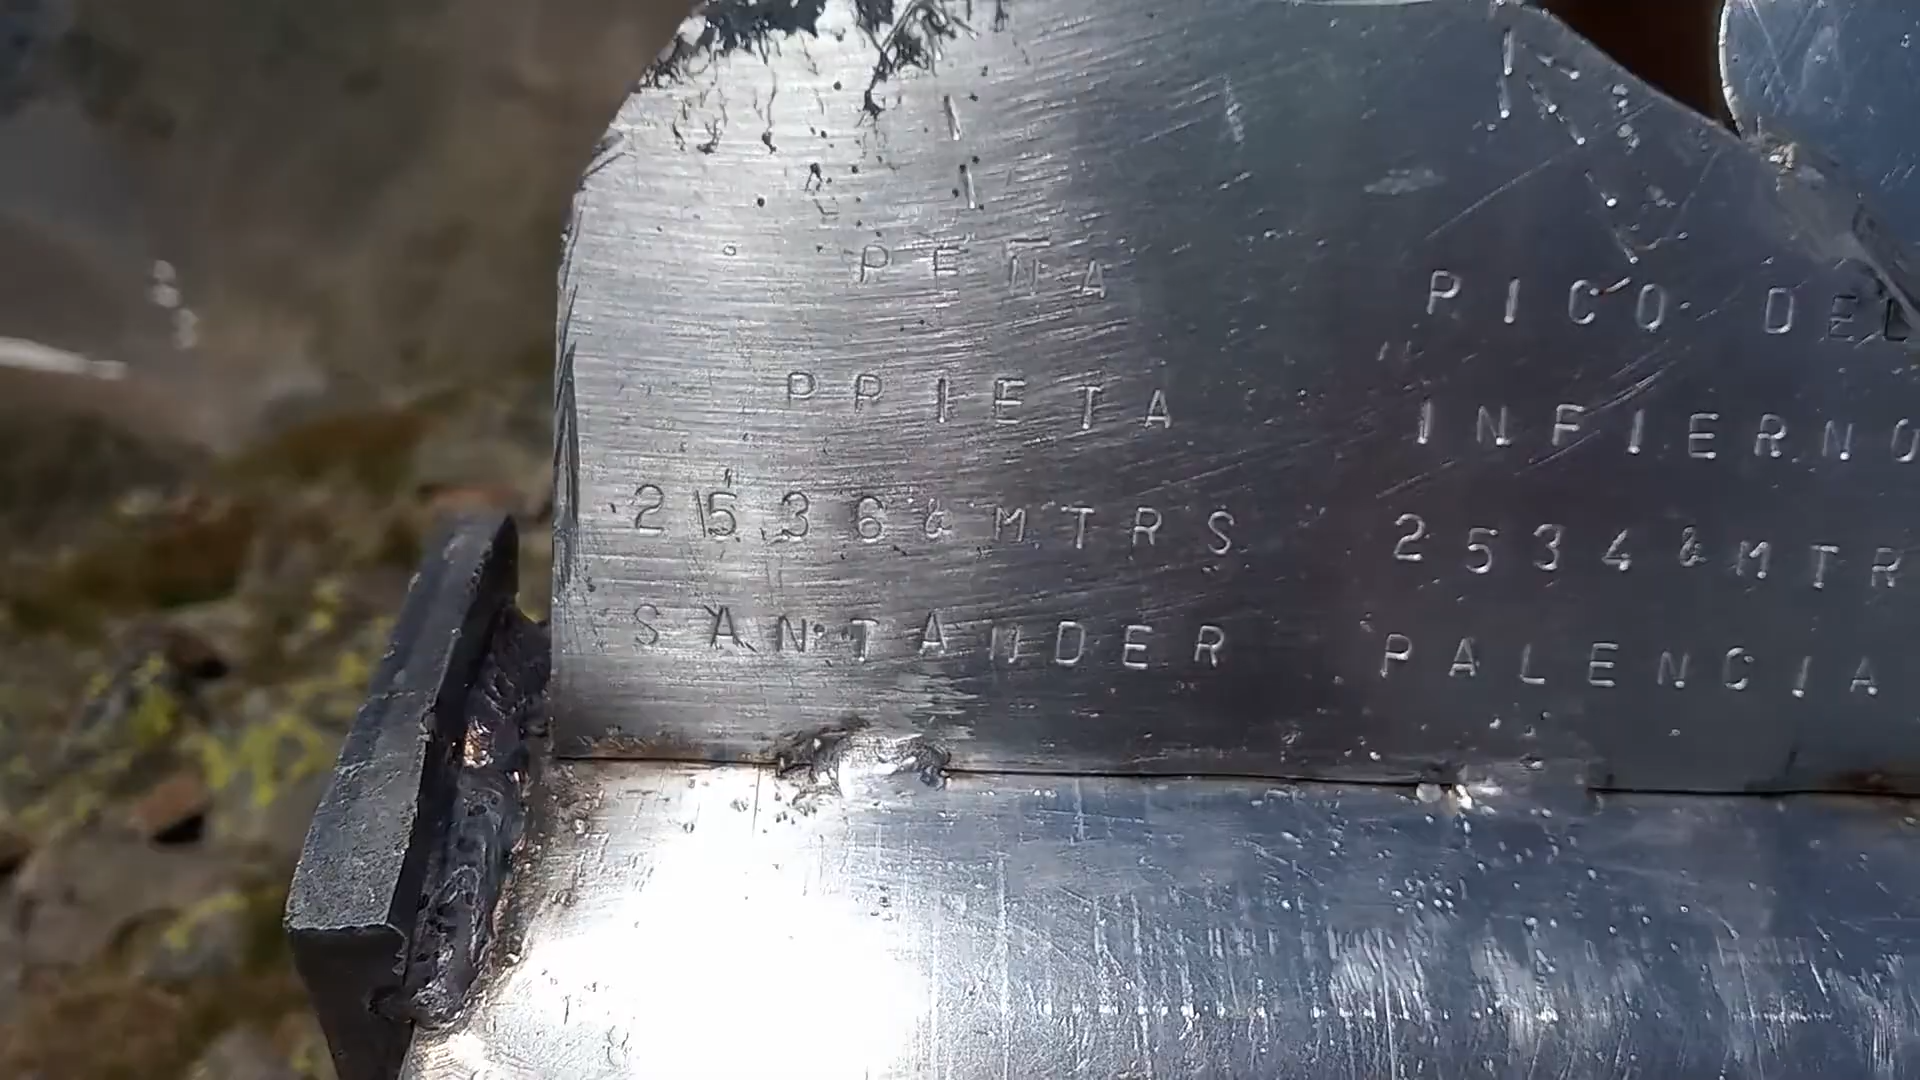 PEÑA
PRIETA
2536&MTRS
SANTANDER
PICO DEL
INFIERNO
2534&MTR
PALENCIA